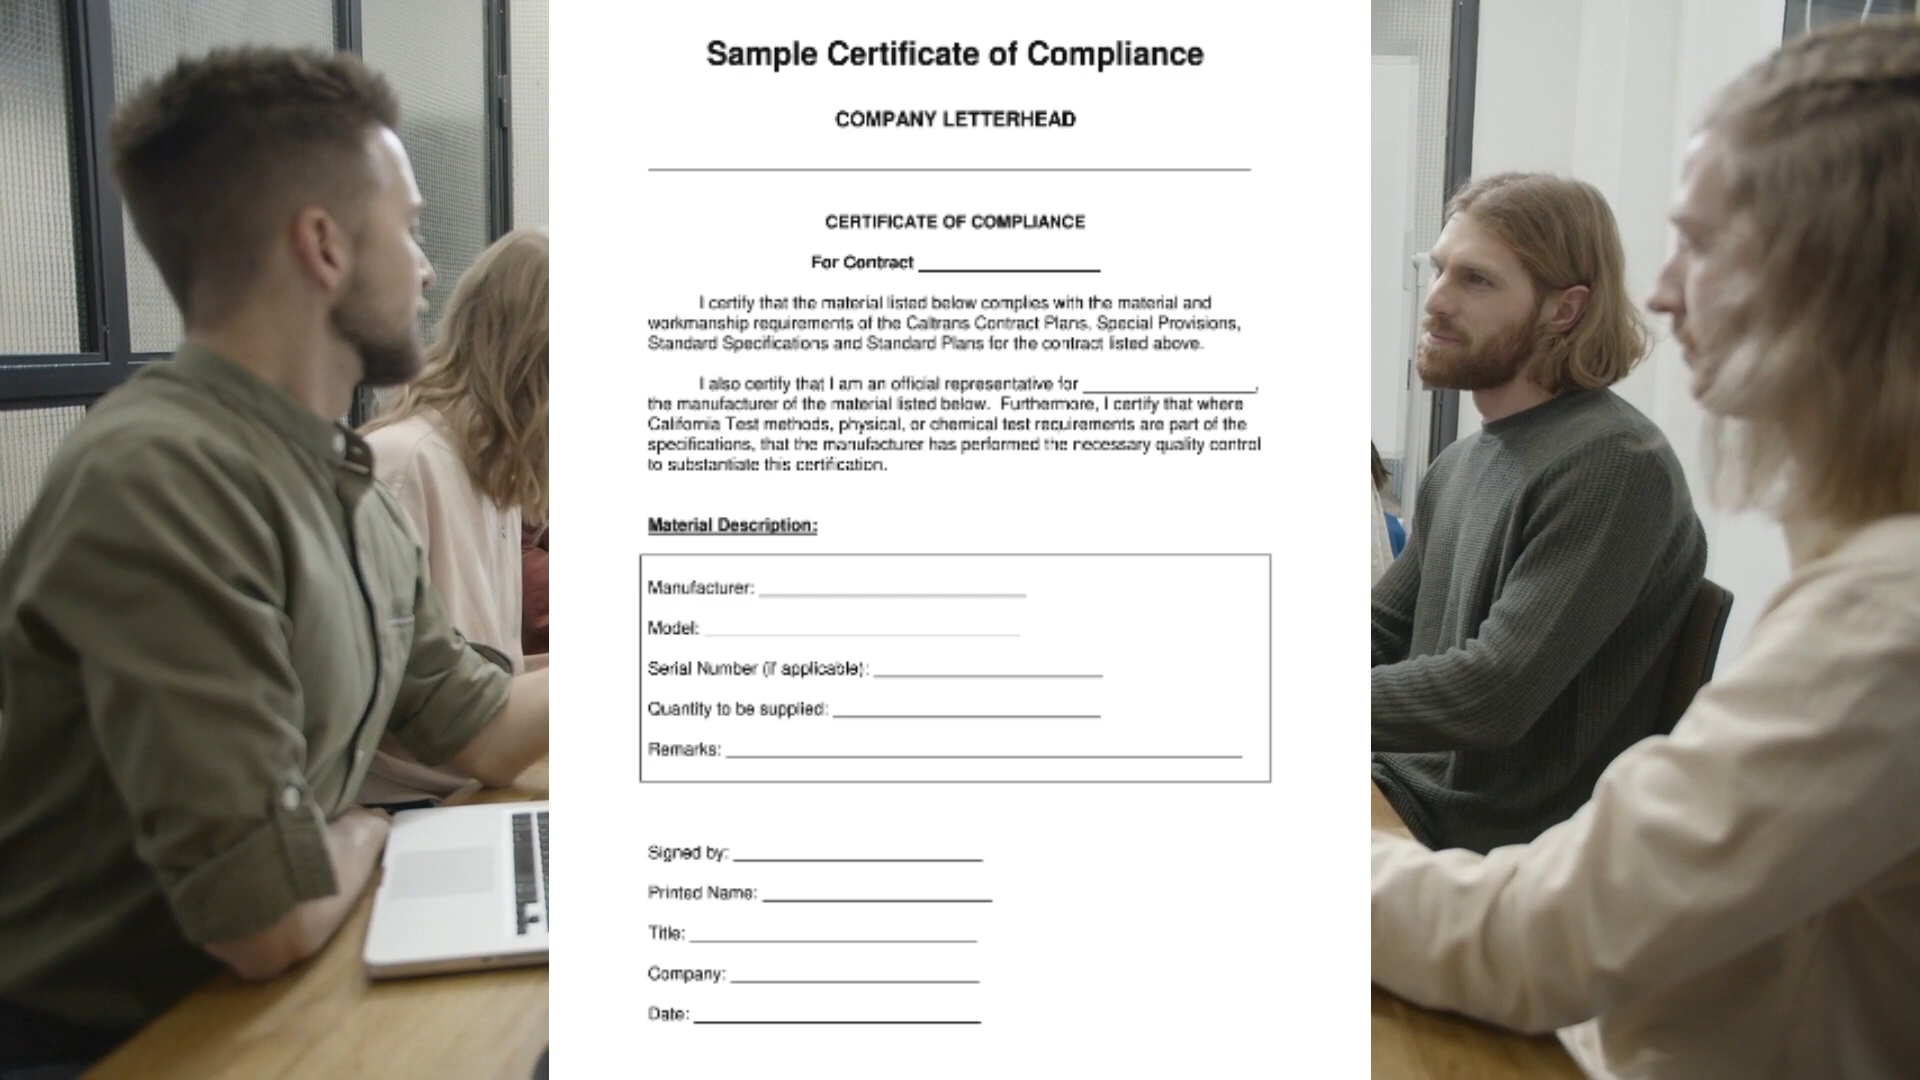 Sample Certificate of Compliance
COMPANY LETTERHEAD
CERTIFICATE OF COMPLIANCE
For Contract
I certify that the material listed below complies with the material and
workmanship requirements of the Caltrans Contract Plans, Special Provisions,
Standard Specifications and Standard Plans for the contract listed above.
I also certify that I am an official representative for ,
the manufacturer of the material listed below. Furthermore, I certify that where
California Test methods, physical, or chemical test requirements are part of the
specifications, that the manufacturer has performed the necessary quality control
to substantiate this certification.
Material Description:
Manufacturer:
Model:
Serial Number (if applicable):
Quantity to be supplied:
Remarks:
Signed by:
Printed Name:
Title:
Company:
Date: